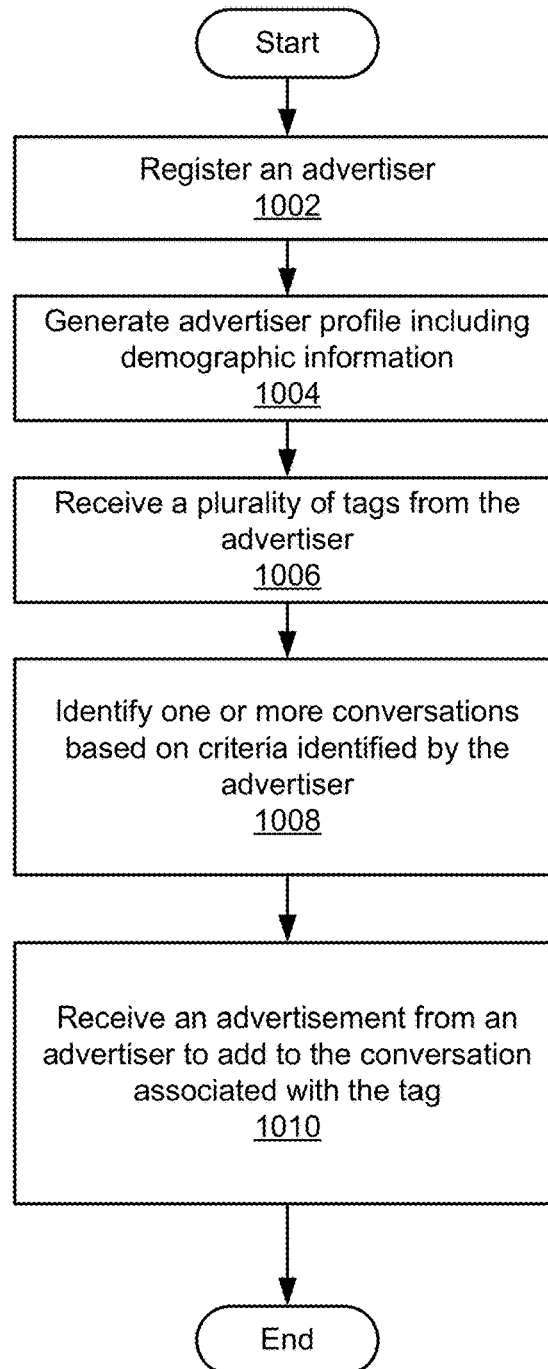 Start
Register an advertiser
1002
Generate advertiser profile including
demographic information
1004
Receive a plurality of tags from the
advertiser
1006
Identify one or more conversations
based on criteria identified by the
advertiser
1008
Receive an advertisement from an
advertiser to add to the conversation
associated with the tag
1010
End